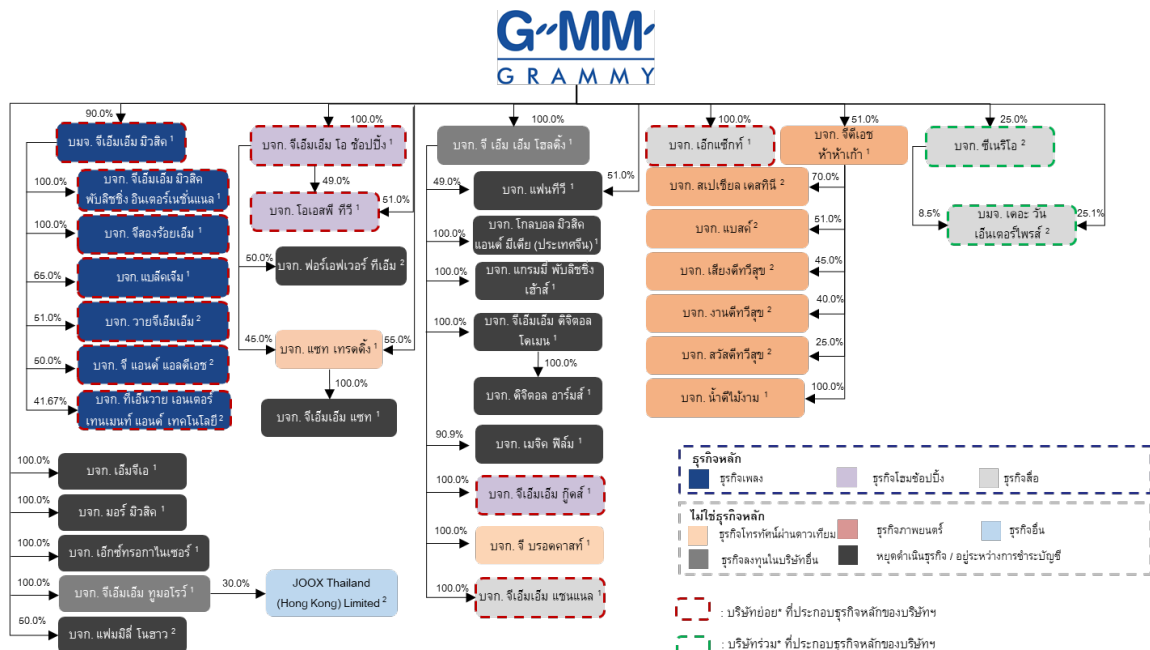 GMM
GRAMMY
90.0%
บมจ. จีเอ็มเอ็ม มิวสิค ¹
100.0%
บจก. จีเอ็มเอ็ม มิวสิค
พับลิชชิ่ง อินเตอร์เนชั่นแนล ¹
100.0%
บจก. จีสองร้อยเอ็ม ¹
66.0%
บจก. แบล็คเจ็ม ¹
51.0%
บจก. วายจีเอ็มเอ็ม ²
50.0%
บจก. จี แอนด์ แอลดีเอช ²
41.67%
บจก. ทีเอ็นวาย เอนเตอร์
เทนเมนท์ แอนด์ เทคโนโลยี ²
100.0%
บจก. เอ็มจีเอ ¹
100.0%
บจก. มอร์ มิวสิค ¹
100.0%
บจก. เอ็กซ์ทรอกาไนเซอร์ ¹
100.0%
บจก. จีเอ็มเอ็ม ทูมอโรว์ ¹
30.0%
JOOX Thailand
(Hong Kong) Limited ²
50.0%
บจก. แฟมมิลี่ โนฮาว ²
100.0%
บจก. จีเอ็มเอ็ม โอ ช้อปปิ้ง ¹
49.0%
51.0%
บจก. โอเอสพี ทีวี ¹
50.0%
บจก. ฟอร์เอฟเวอร์ ทีเอ็ม ²
45.0%
55.0%
บจก. แซท เทรดดิ้ง ¹
100.0%
บจก. จีเอ็มเอ็ม แซท ¹
100.0%
บจก. จี เอ็ม เอ็ม โฮลดิ้ง ¹
49.0%
51.0%
บจก. แฟนทีวี ¹
100.0%
บจก. โกลบอล มิวสิค
แอนด์ มีเดีย (ประเทศจีน) ¹
100.0%
บจก. แกรมมี่ พับลิชชิง
เฮ้าส์ ¹
100.0%
บจก. จีเอ็มเอ็ม ดิจิตอล
โดเมน ¹
100.0%
บจก. ดิจิตอล อาร์มส์ ¹
90.9%
บจก. เมจิค ฟิล์ม ¹
100.0%
บจก. จีเอ็มเอ็ม กู๊ดส์ ¹
100.0%
บจก. จี บรอดคาสท์ ¹
100.0%
บจก. จีเอ็มเอ็ม แชนแนล ¹
100.0%
บจก. เอ็กแซ็กท์ ¹
51.0%
บจก. จีดีเอช
ห้าห้าเก้า ¹
70.0%
บจก. สเปเชียล เดสทินี ²
51.0%
บจก. แบสค์ ²
45.0%
บจก. เสียงดีทวีสุข ²
40.0%
บจก. งานดีทวีสุข ²
25.0%
บจก. สวัสดีทวีสุข ²
100.0%
บจก. น้ำดีไม้งาม ¹
25.0%
บจก. ซีเนริโอ ²
8.5%
25.1%
บมจ. เดอะ วัน
เอ็นเตอร์ไพรส์ ²
ธุรกิจหลัก
ธุรกิจเพลง
ธุรกิจโฮมช้อปปิ้ง
ธุรกิจสื่อ
ไม่ใช่ธุรกิจหลัก
ธุรกิจโทรทัศน์ผ่านดาวเทียม
ธุรกิจภาพยนตร์
ธุรกิจอื่น
ธุรกิจลงทุนในบริษัทอื่น
หยุดดำเนินธุรกิจ / อยู่ระหว่างการชำระบัญชี
: บริษัทย่อย* ที่ประกอบธุรกิจหลักของบริษัทฯ
: บริษัทร่วม* ที่ประกอบธุรกิจหลักของบริษัทฯ